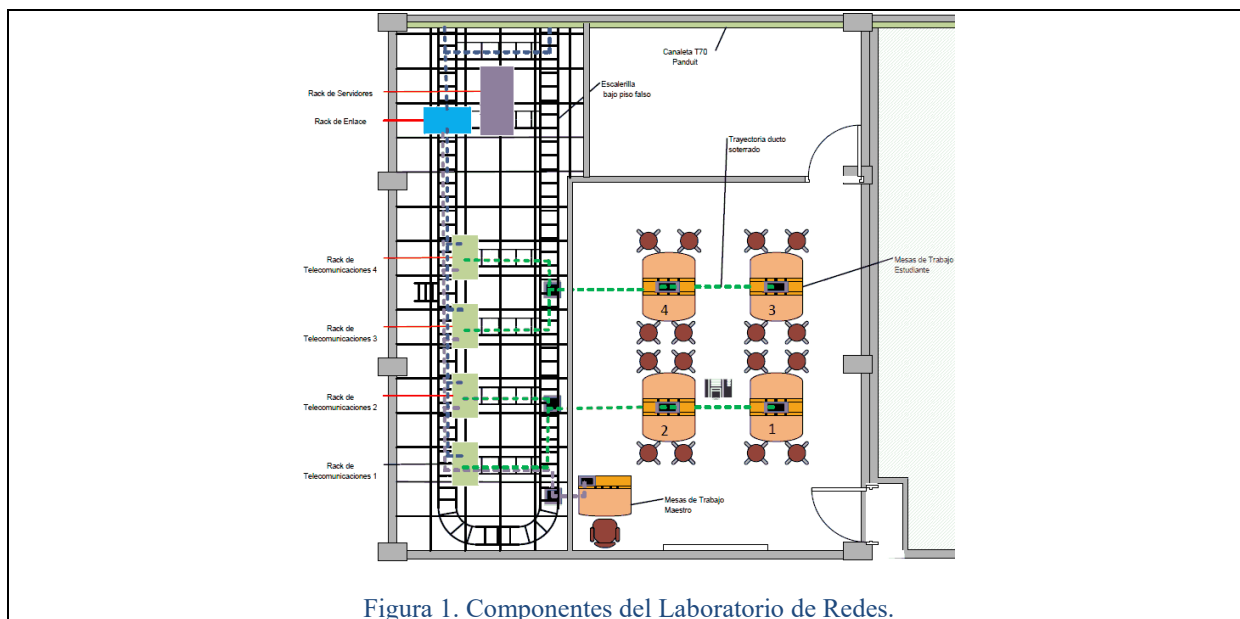 Canaleta T70
Panduit
Rack de Servidores
Escalerilla
bajo piso falso
Rack de Enlace
Trayectoria ducto
soterrado
Rack de
Telecomunicaciones 4
Mesas de Trabajo
Estudiante
4
3
Rack de
Telecomunicaciones 3
Rack de
Telecomunicaciones 2
2
1
Rack de
Telecomunicaciones 1
Mesas de Trabajo
Maestro
Figura 1. Componentes del Laboratorio de Redes.